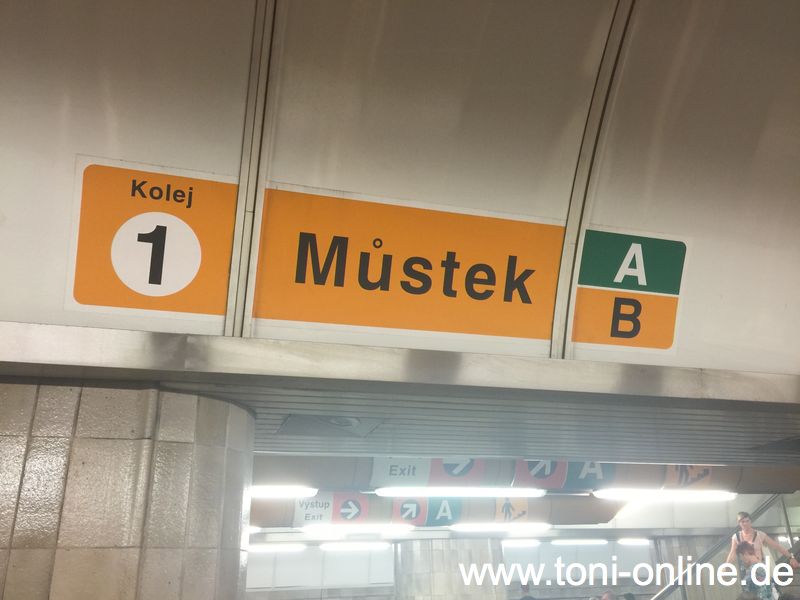 Kolej
1
Můstek
A
B
Exit
A
Výstup
Exit
A
www.toni-online.de